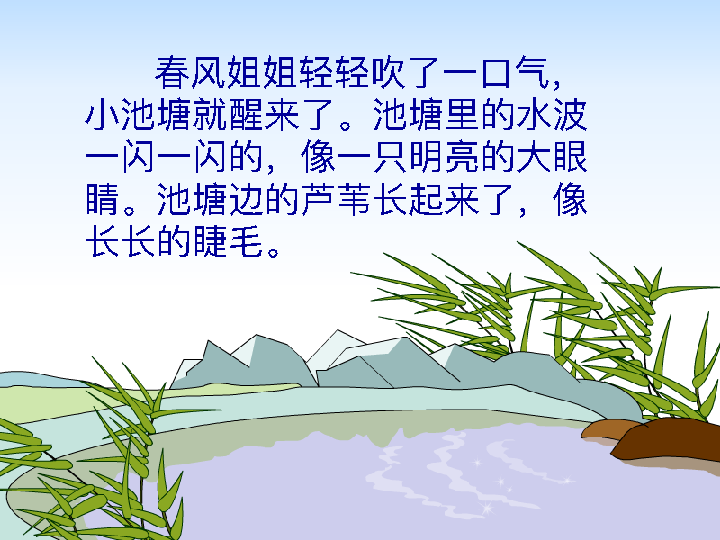 春风姐姐轻轻吹了一口气，
小池塘就醒来了。池塘里的水波
一闪一闪的，像一只明亮的大眼
睛。池塘边的芦苇长起来了，像
长长的睫毛。